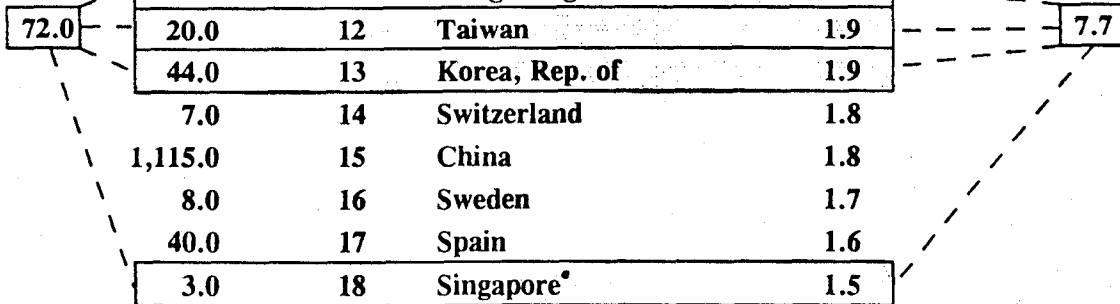 72.0 20.0 12 Taiwan 1.9 7.7
44.0 13 Korea, Rep. of 1.9
7.0 14 Switzerland 1.8
1,115.0 15 China 1.8
8.0 16 Sweden 1.7
40.0 17 Spain 1.6
3.0 18 Singapore• 1.5